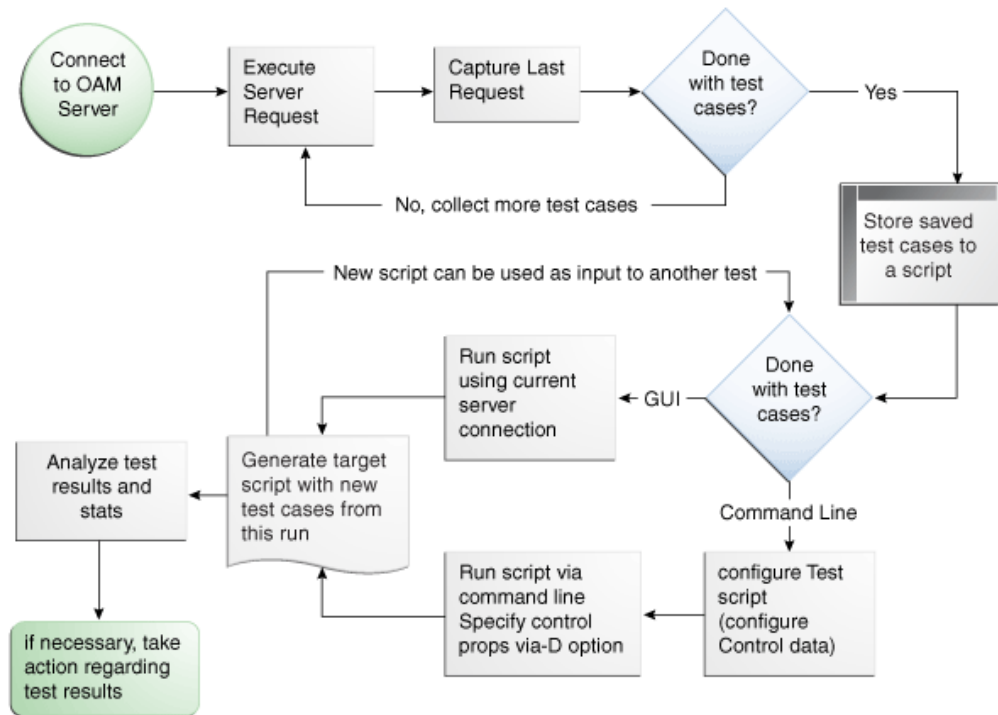 Connect
to OAM
Server
Execute
Server
Request
Capture Last
Request
Done
with test
cases?
Yes
No, collect more test cases
Store saved
test cases to
a script
New script can be used as input to another test
Done
with test
cases?
GUI
Run script
using current
server
connection
Generate target
script with new
test cases from
this run
Analyze test
results and
stats
Command Line
configure Test
script
(configure
Control data)
Run script via
command line
Specify control
props via-D option
if necessary, take
action regarding
test results